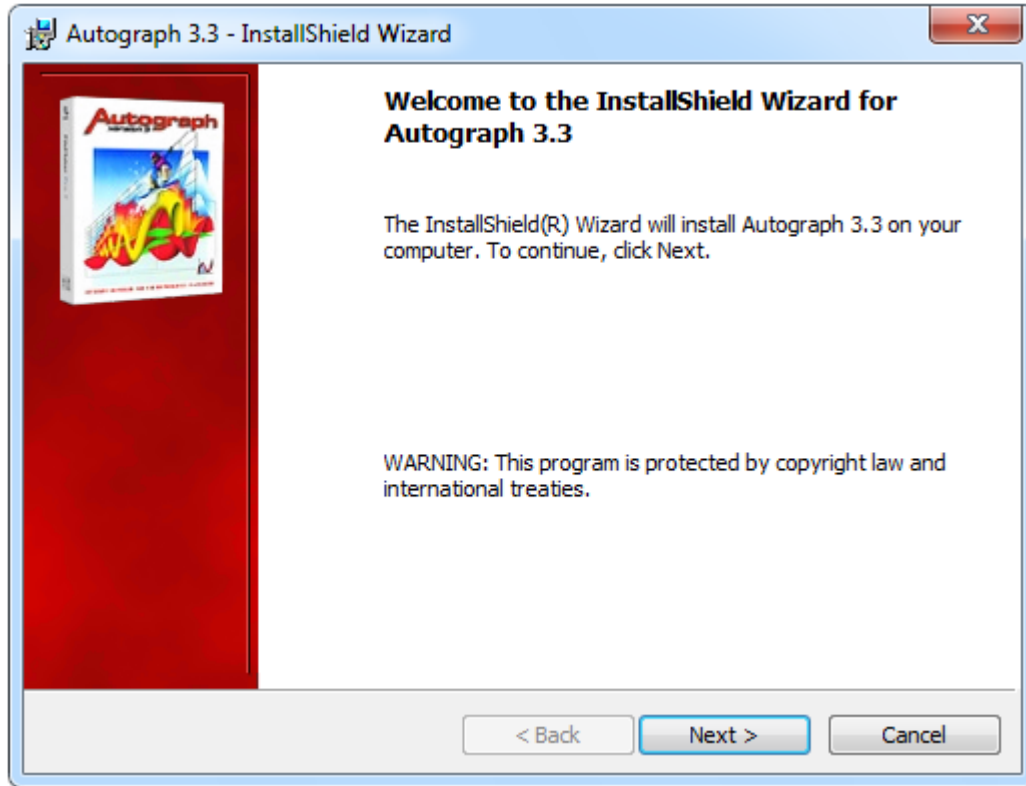 Autograph 3.3 - InstallShield Wizard
Autograph
Welcome to the InstallShield Wizard for
Autograph 3.3
The InstallShield(R) Wizard will install Autograph 3.3 on your
computer. To continue, click Next.
WARNING: This program is protected by copyright law and
international treaties.
< Back
Next >
Cancel